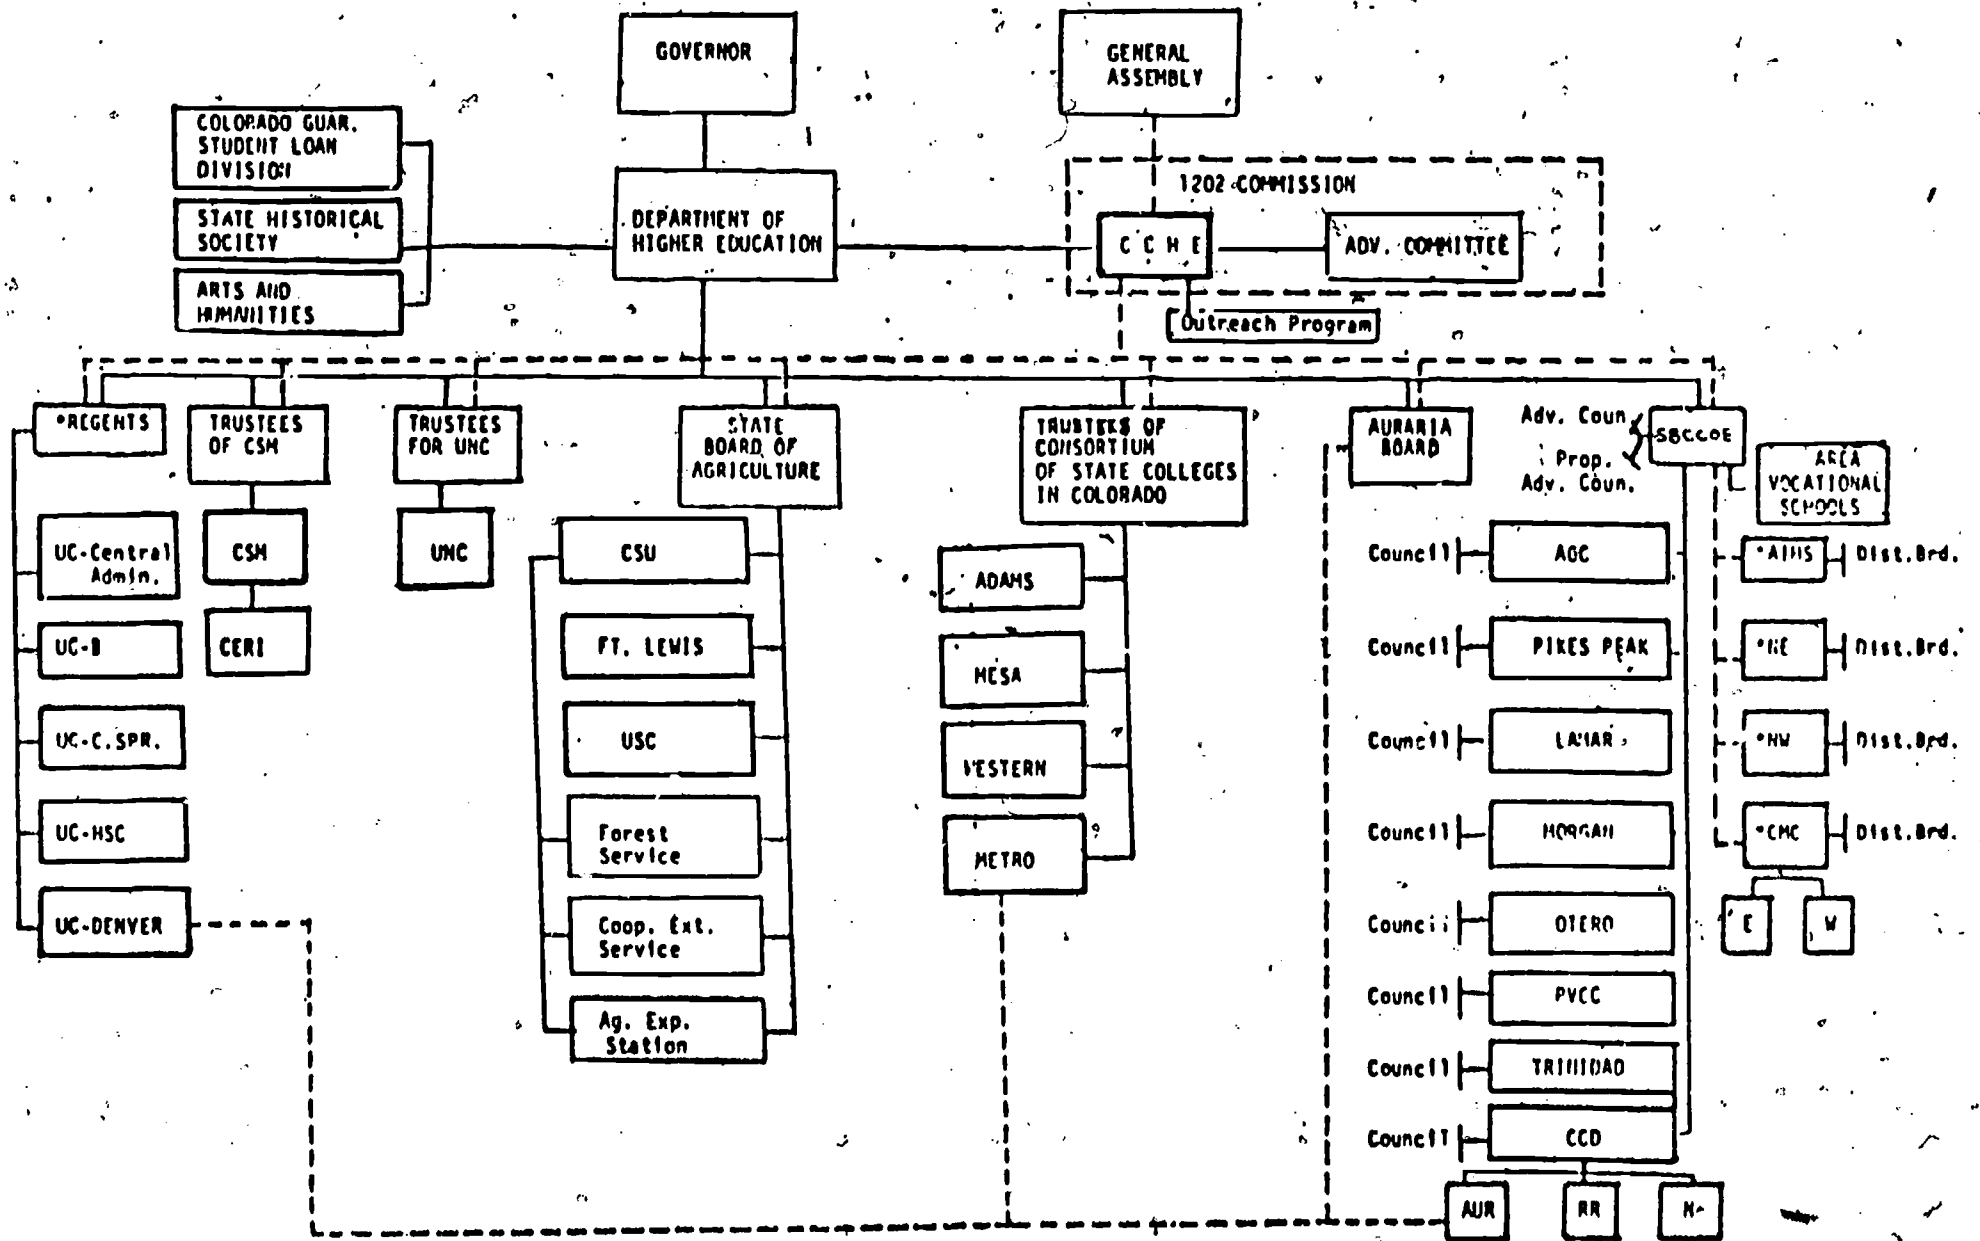 GOVERNOR
GENERAL
ASSEMBLY
COLORADO GUAR.
STUDENT LOAN
DIVISION
STATE HISTORICAL
SOCIETY
ARTS AND
HUMANITIES
DEPARTMENT OF
HIGHER EDUCATION
1202 COMMISSION
C C H E
ADV. COMMITTEE
Outreach Program
*REGENTS
TRUSTEES
OF CSM
TRUSTEES
FOR UNC
STATE
BOARD OF
AGRICULTURE
TRUSTEES OF
CONSORTIUM
OF STATE COLLEGES
IN COLORADO
AURARIA
BOARD
Adv. Coun.
Prop.
Adv. Coun.
SBCCOE
AREA
VOCATIONAL
SCHOOLS
UC-Central
Admin.
UC-B
UC-C.SPR.
UC-HSC
UC-DENVER
CSM
CERI
UNC
CSU
FT. LEWIS
USC
Forest
Service
Coop. Ext.
Service
Ag. Exp.
Station
ADAMS
MESA
WESTERN
METRO
Council
AGC
Council
PIKES PEAK
Council
LAMAR
Council
MORGAN
Council
OTERO
Council
PVCC
Council
TRINIDAD
Council
CCD
AUR
RR
*AIMS
Dist.Brd.
*NE
Dist.Brd.
*NW
Dist.Brd.
*CMC
Dist.Brd.
E
W